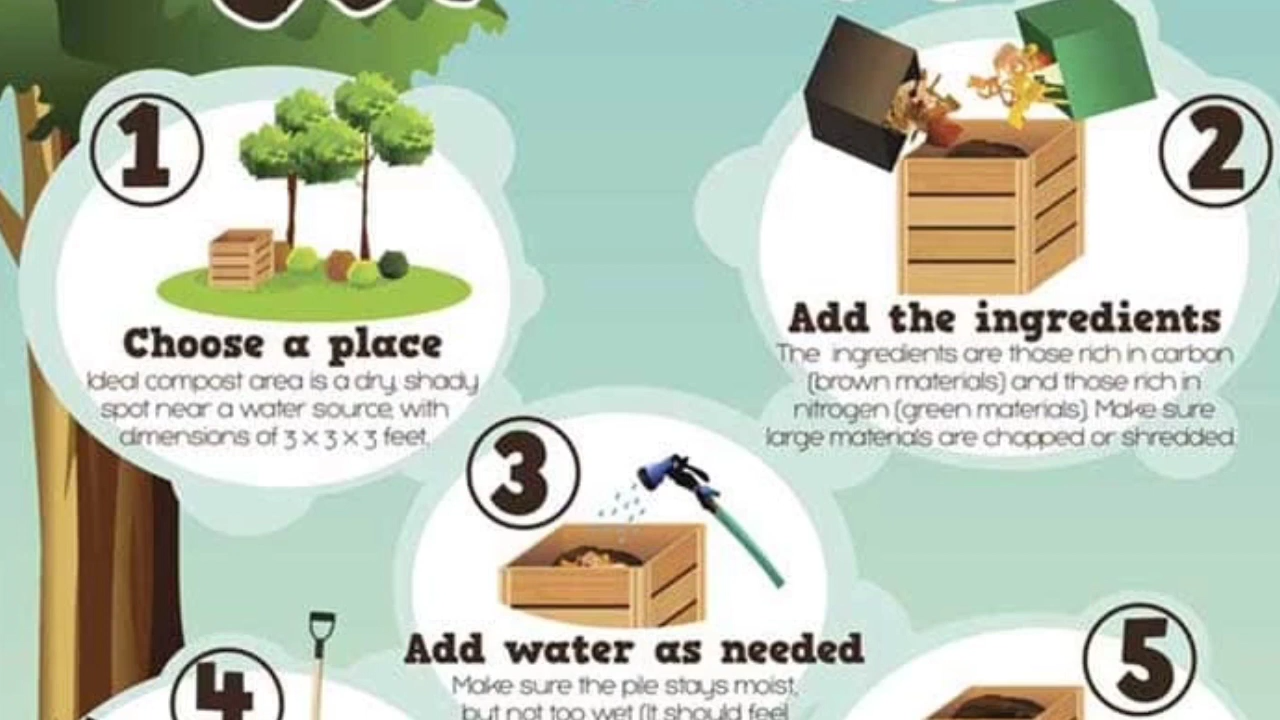 1
Choose a place
Ideal compost area is a dry, shady
spot near a water source, with
dimensions of 3 x 3 x 3 feet.
2
Add the ingredients
The ingredients are those rich in carbon
(brown materials) and those rich in
nitrogen (green materials). Make sure
large materials are chopped or shredded.
3
Add water as needed
Make sure the pile stays moist,
but not too wet (it should feel
4
5